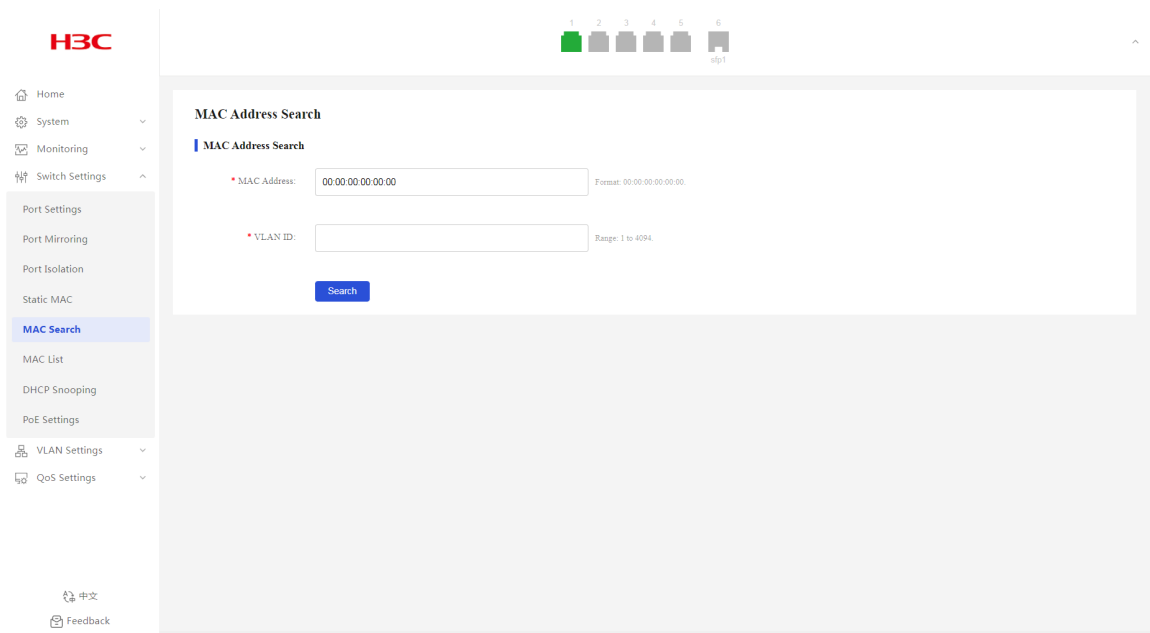 H3C
1 2 3 4 5 6
sfp1
Home
System
Monitoring
Switch Settings
Port Settings
Port Mirroring
Port Isolation
Static MAC
MAC Search
MAC List
DHCP Snooping
PoE Settings
VLAN Settings
QoS Settings
中文
Feedback
MAC Address Search
MAC Address Search
* MAC Address: 00:00:00:00:00:00 Format: 00:00:00:00:00:00.
* VLAN ID: Range: 1 to 4094.
Search